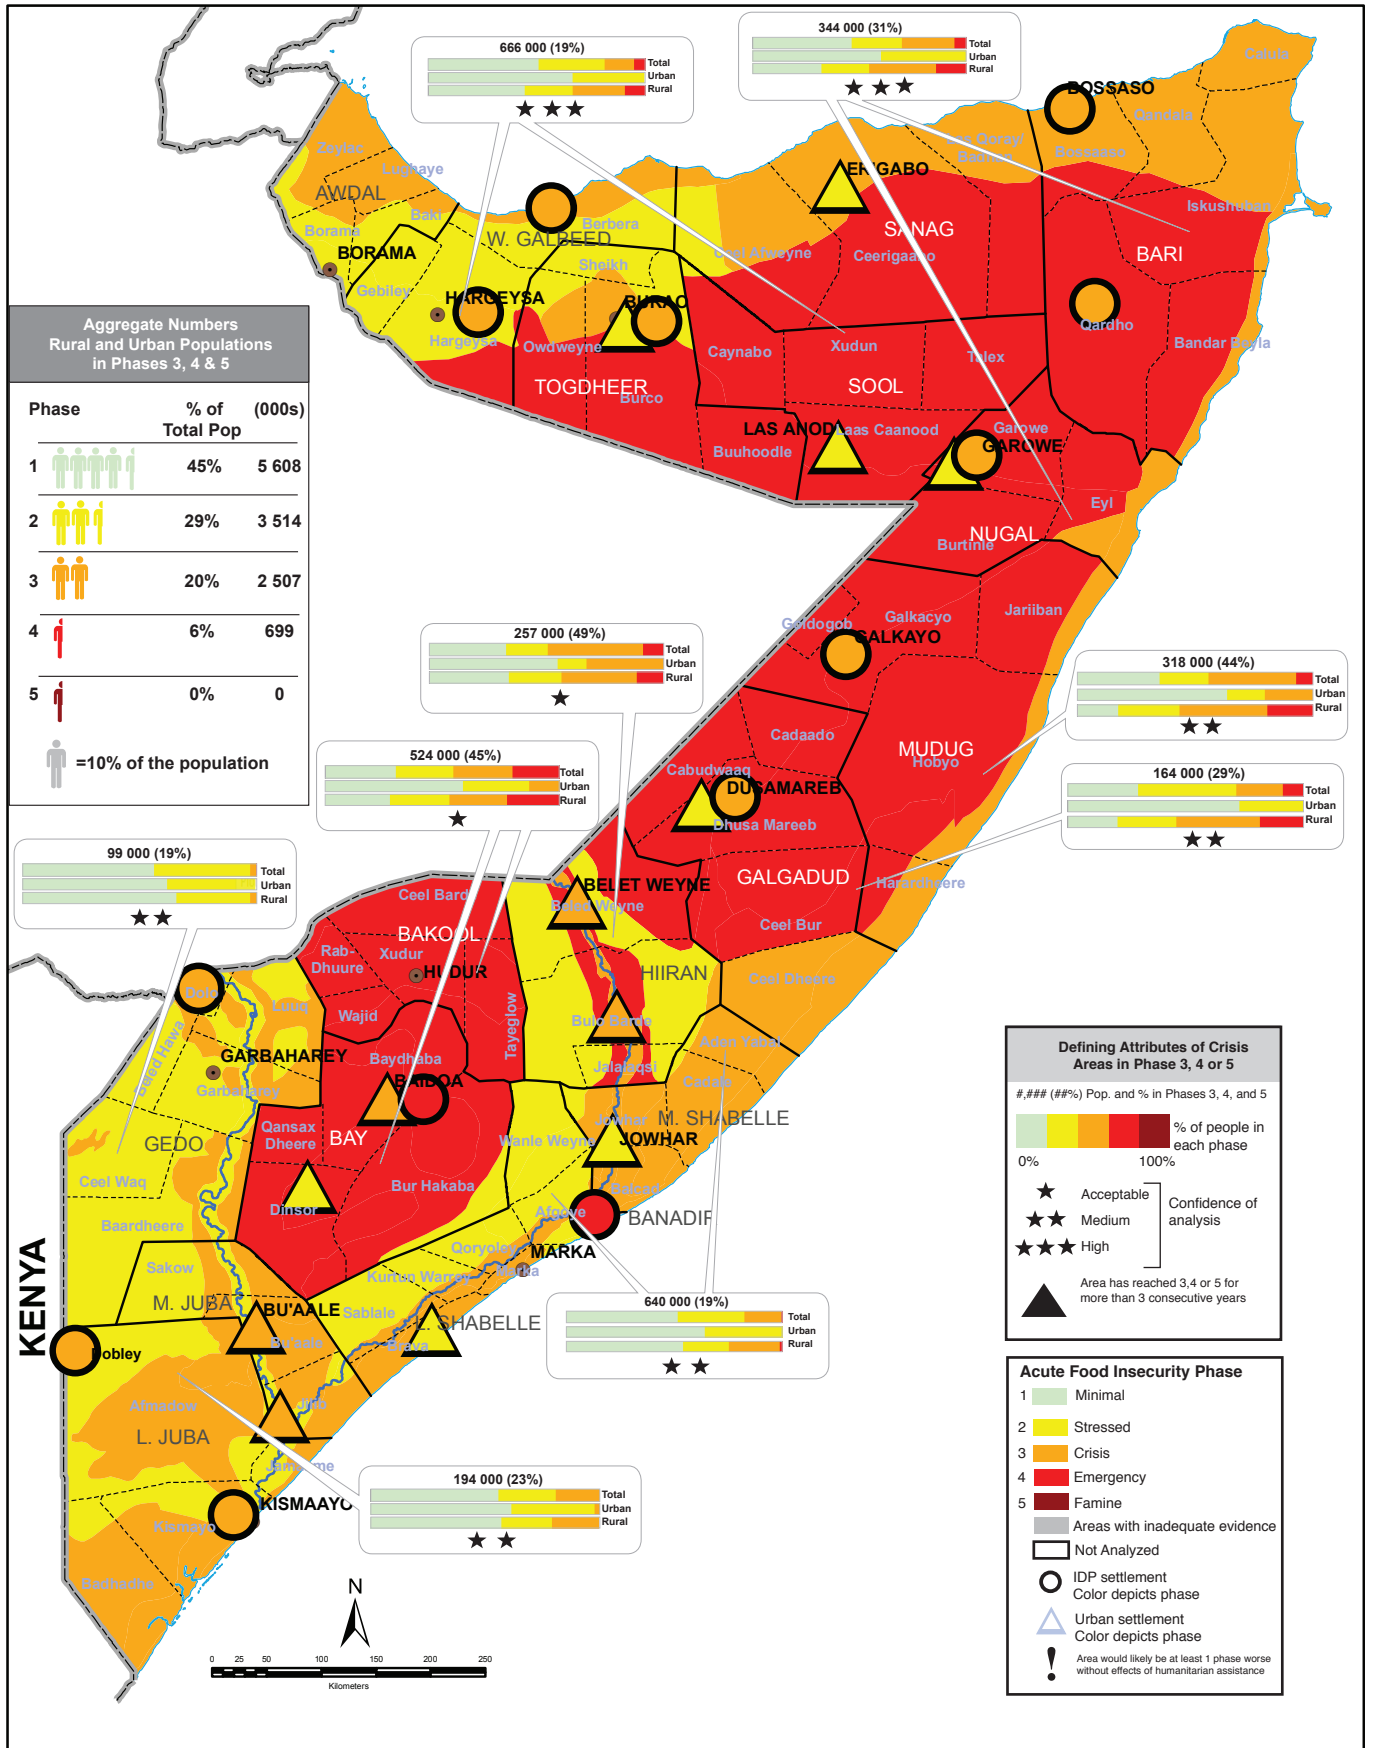 666 000 (19%)
Total
Urban
Rural
344 000 (31%)
Total
Urban
Rural
Calula
BOSSASO
Qandala
Bossasso
Zeylac
Lughaye
AWDAL
Baki
Borama
BORAMA
Gebiley
W. GALBEED
Berbera
Sheikh
HARGEYSA
Hargeysa
BURAO
Owdweyne
TOGDHEER
Burco
ERIGABO
SANAG
Ceerigaabo
Ceel Afweyne
Iskushuban
BARI
Qardho
Bandar Beyla
Caynabo
Xudun
Talex
SOOL
LAS ANOD
Laas Caanood
Buuhoodle
Garowe
GAROWE
Eyl
NUGAL
Burtinle
Aggregate Numbers
Rural and Urban Populations
in Phases 3, 4 & 5
Phase % of Total Pop (000s)
1 45% 5 608
2 29% 3 514
3 20% 2 507
4 6% 699
5 0% 0
=10% of the population
Jariiban
Galkacyo
Goldogob
GALKAYO
257 000 (49%)
Total
Urban
Rural
318 000 (44%)
Total
Urban
Rural
524 000 (45%)
Total
Urban
Rural
164 000 (29%)
Total
Urban
Rural
99 000 (19%)
Total
Urban
Rural
Cadaado
MUDUG
Hobyo
Cabudwaaq
DUSAMAREB
Dhusa Mareeb
GALGADUD
Harardheere
Ceel Bur
Ceel Dheere
BELET WEYNE
Beled Weyne
HIIRAN
Bulo Barde
Jalalaqsi
Ceel Bard
BAKOOL
Rab-
Dhuure
Xudur
HUDUR
Wajid
Tayeglow
Dolo
Luuq
Beled Hawa
GARBAHAREY
Garbaharey
GEDO
Ceel Waq
Baardheere
Baydhaba
BAIDOA
Qansax
Dheere
BAY
Bur Hakaba
Dinsor
Aden Yabal
Cadale
M. SHABELLE
Jowhar
JOWHAR
Wanle Weyne
Balcad
Afgoye
BANADIR
Qoryoley
MARKA
Marka
Kurtun Warrey
Sablale
L. SHABELLE
Brava
Sakow
M. JUBA
BU'AALE
Bu'aale
KENYA
Dobley
Afmadow
L. JUBA
Jilib
Jamaame
KISMAAYO
Kismayo
Badhadhe
640 000 (19%)
Total
Urban
Rural
194 000 (23%)
Total
Urban
Rural
N
0 25 50 100 150 200 250
Kilometers
Defining Attributes of Crisis
Areas in Phase 3, 4 or 5
#,### (##%) Pop. and % in Phases 3, 4, and 5
% of people in
each phase
0% 100%
Acceptable
Medium
High
Confidence of
analysis
Area has reached 3,4 or 5 for
more than 3 consecutive years
Acute Food Insecurity Phase
1 Minimal
2 Stressed
3 Crisis
4 Emergency
5 Famine
Areas with inadequate evidence
Not Analyzed
IDP settlement
Color depicts phase
Urban settlement
Color depicts phase
! Area would likely be at least 1 phase worse
without effects of humanitarian assistance